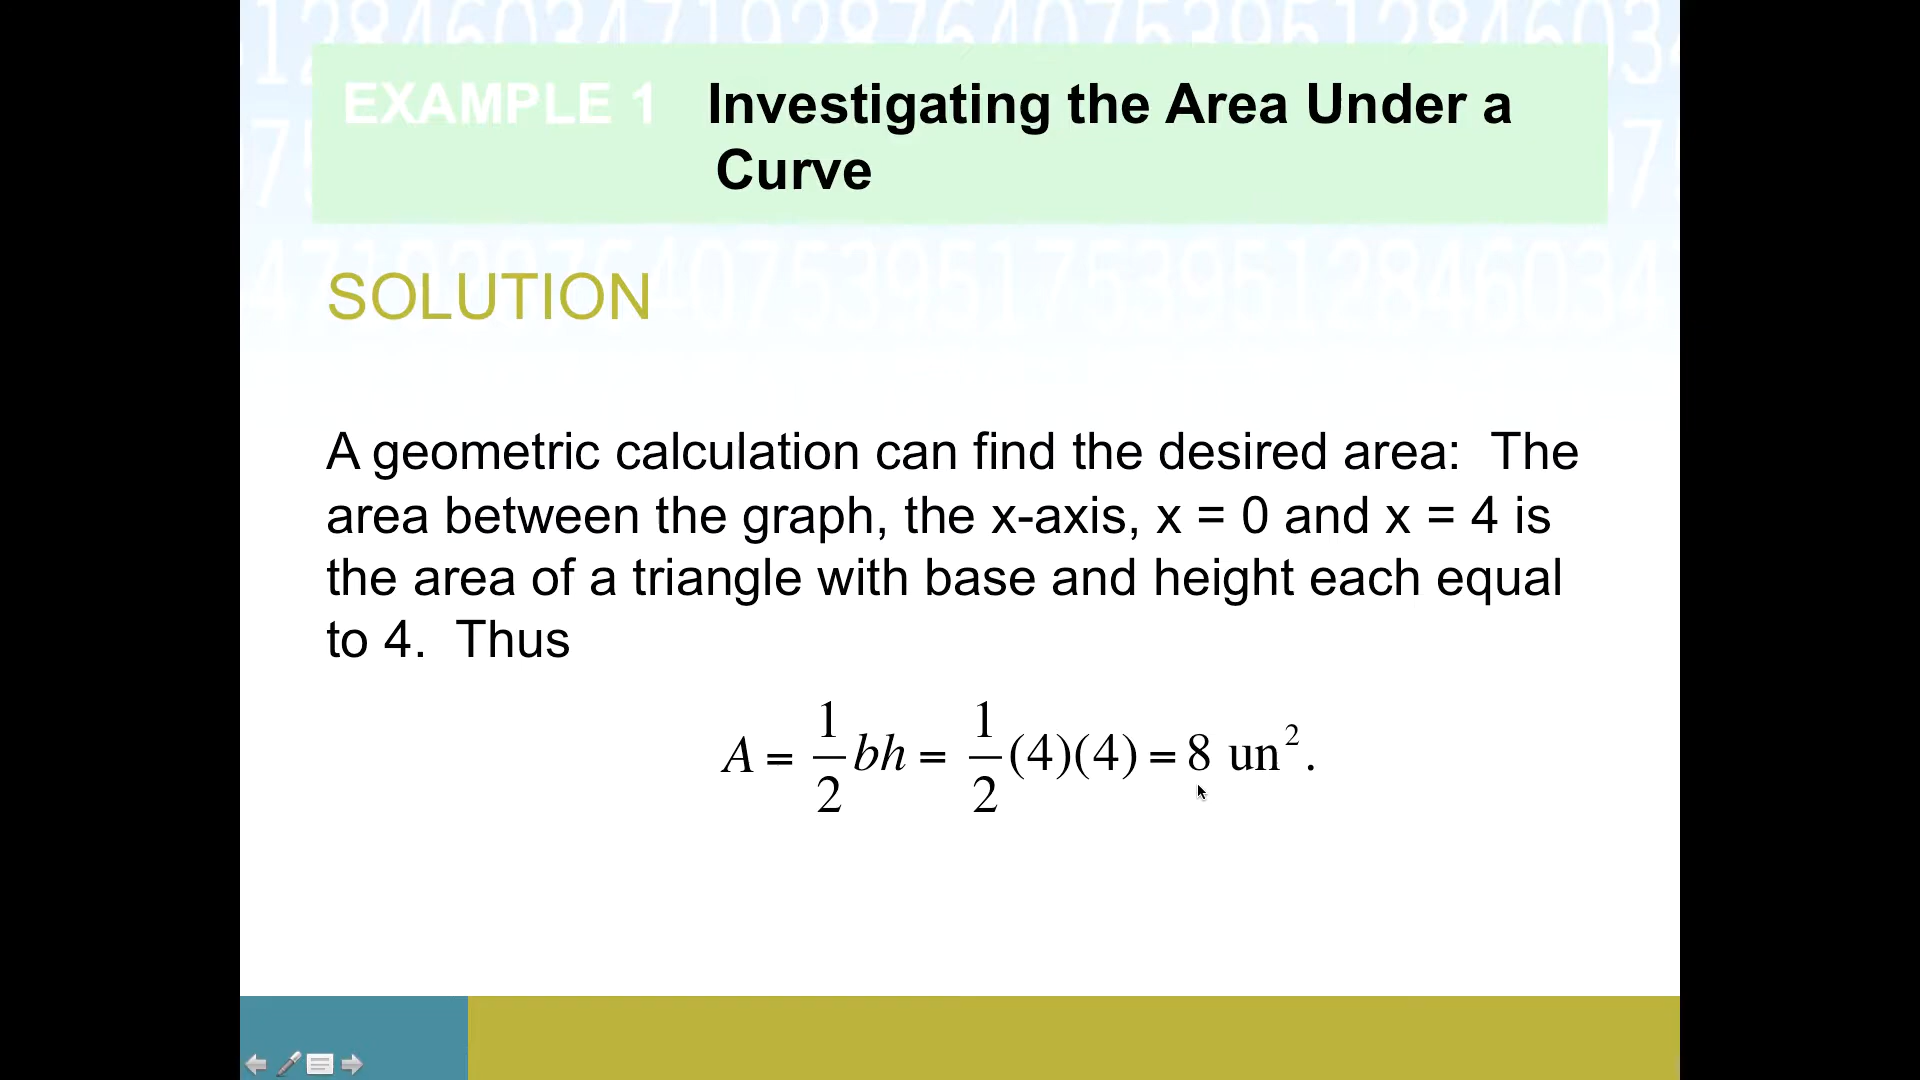 EXAMPLE 1 Investigating the Area Under a
Curve
SOLUTION
A geometric calculation can find the desired area: The
area between the graph, the x-axis, x = 0 and x = 4 is
the area of a triangle with base and height each equal
to 4. Thus
A = 1/2 bh = 1/2 (4)(4) = 8 un².